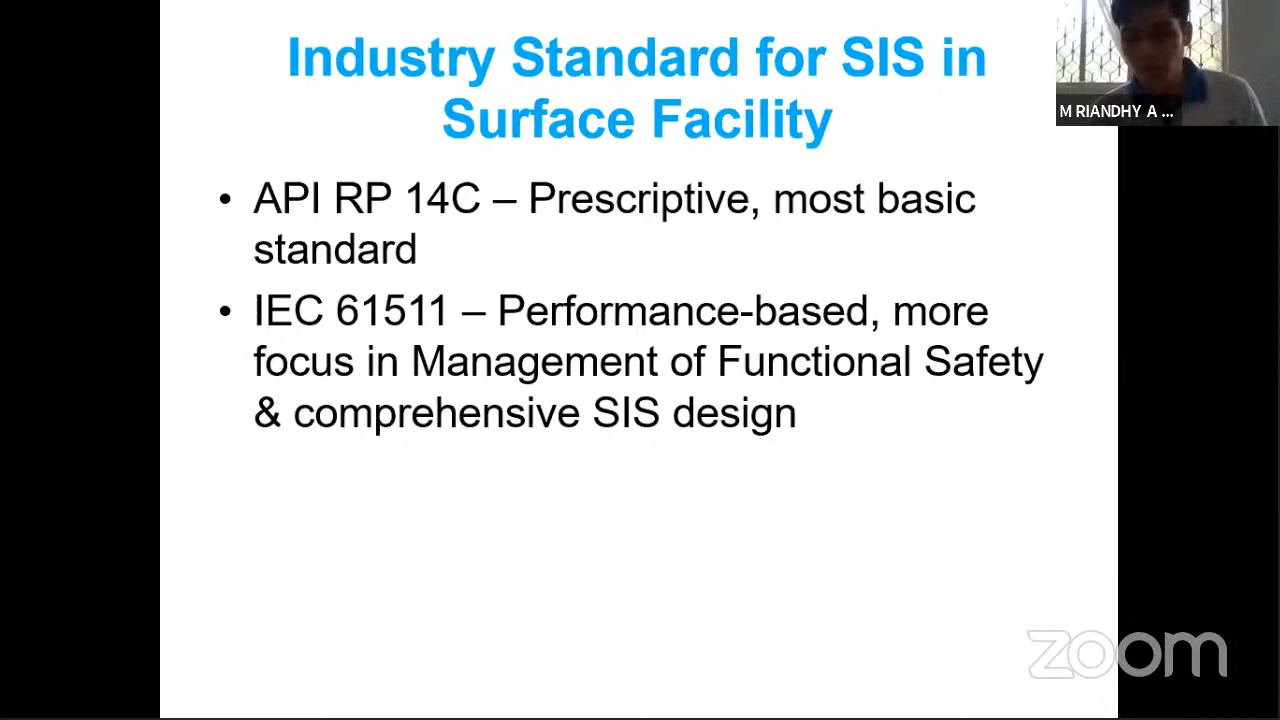 Industry Standard for SIS in
Surface Facility
M RIANDHY A ...
• API RP 14C – Prescriptive, most basic
standard
• IEC 61511 – Performance-based, more
focus in Management of Functional Safety
& comprehensive SIS design
zoom